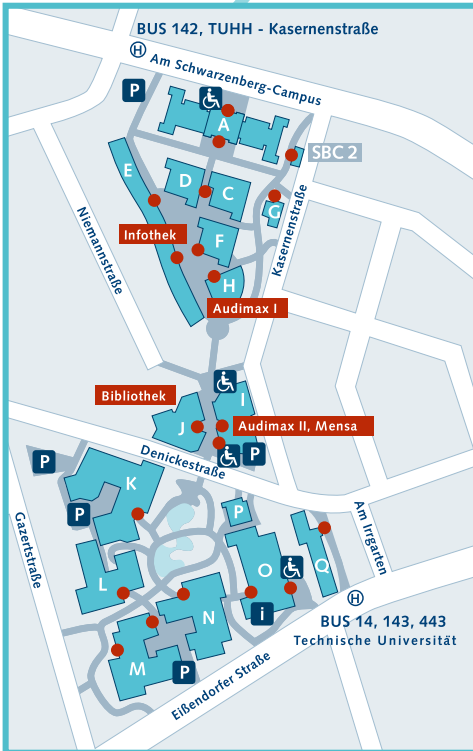 BUS 142, TUHH - Kasernenstraße
H
Am Schwarzenberg-Campus
P
A
SBC 2
E
D
C
G
Niemannstraße
Infothek
F
Kasernenstraße
H
Audimax I
Bibliothek
I
J
Audimax II, Mensa
Denickestraße
P
P
K
P
P
Am Irrgarten
Gazertstraße
L
O
Q
i
H
N
BUS 14, 143, 443
Technische Universität
M
P
Eißendorfer Straße